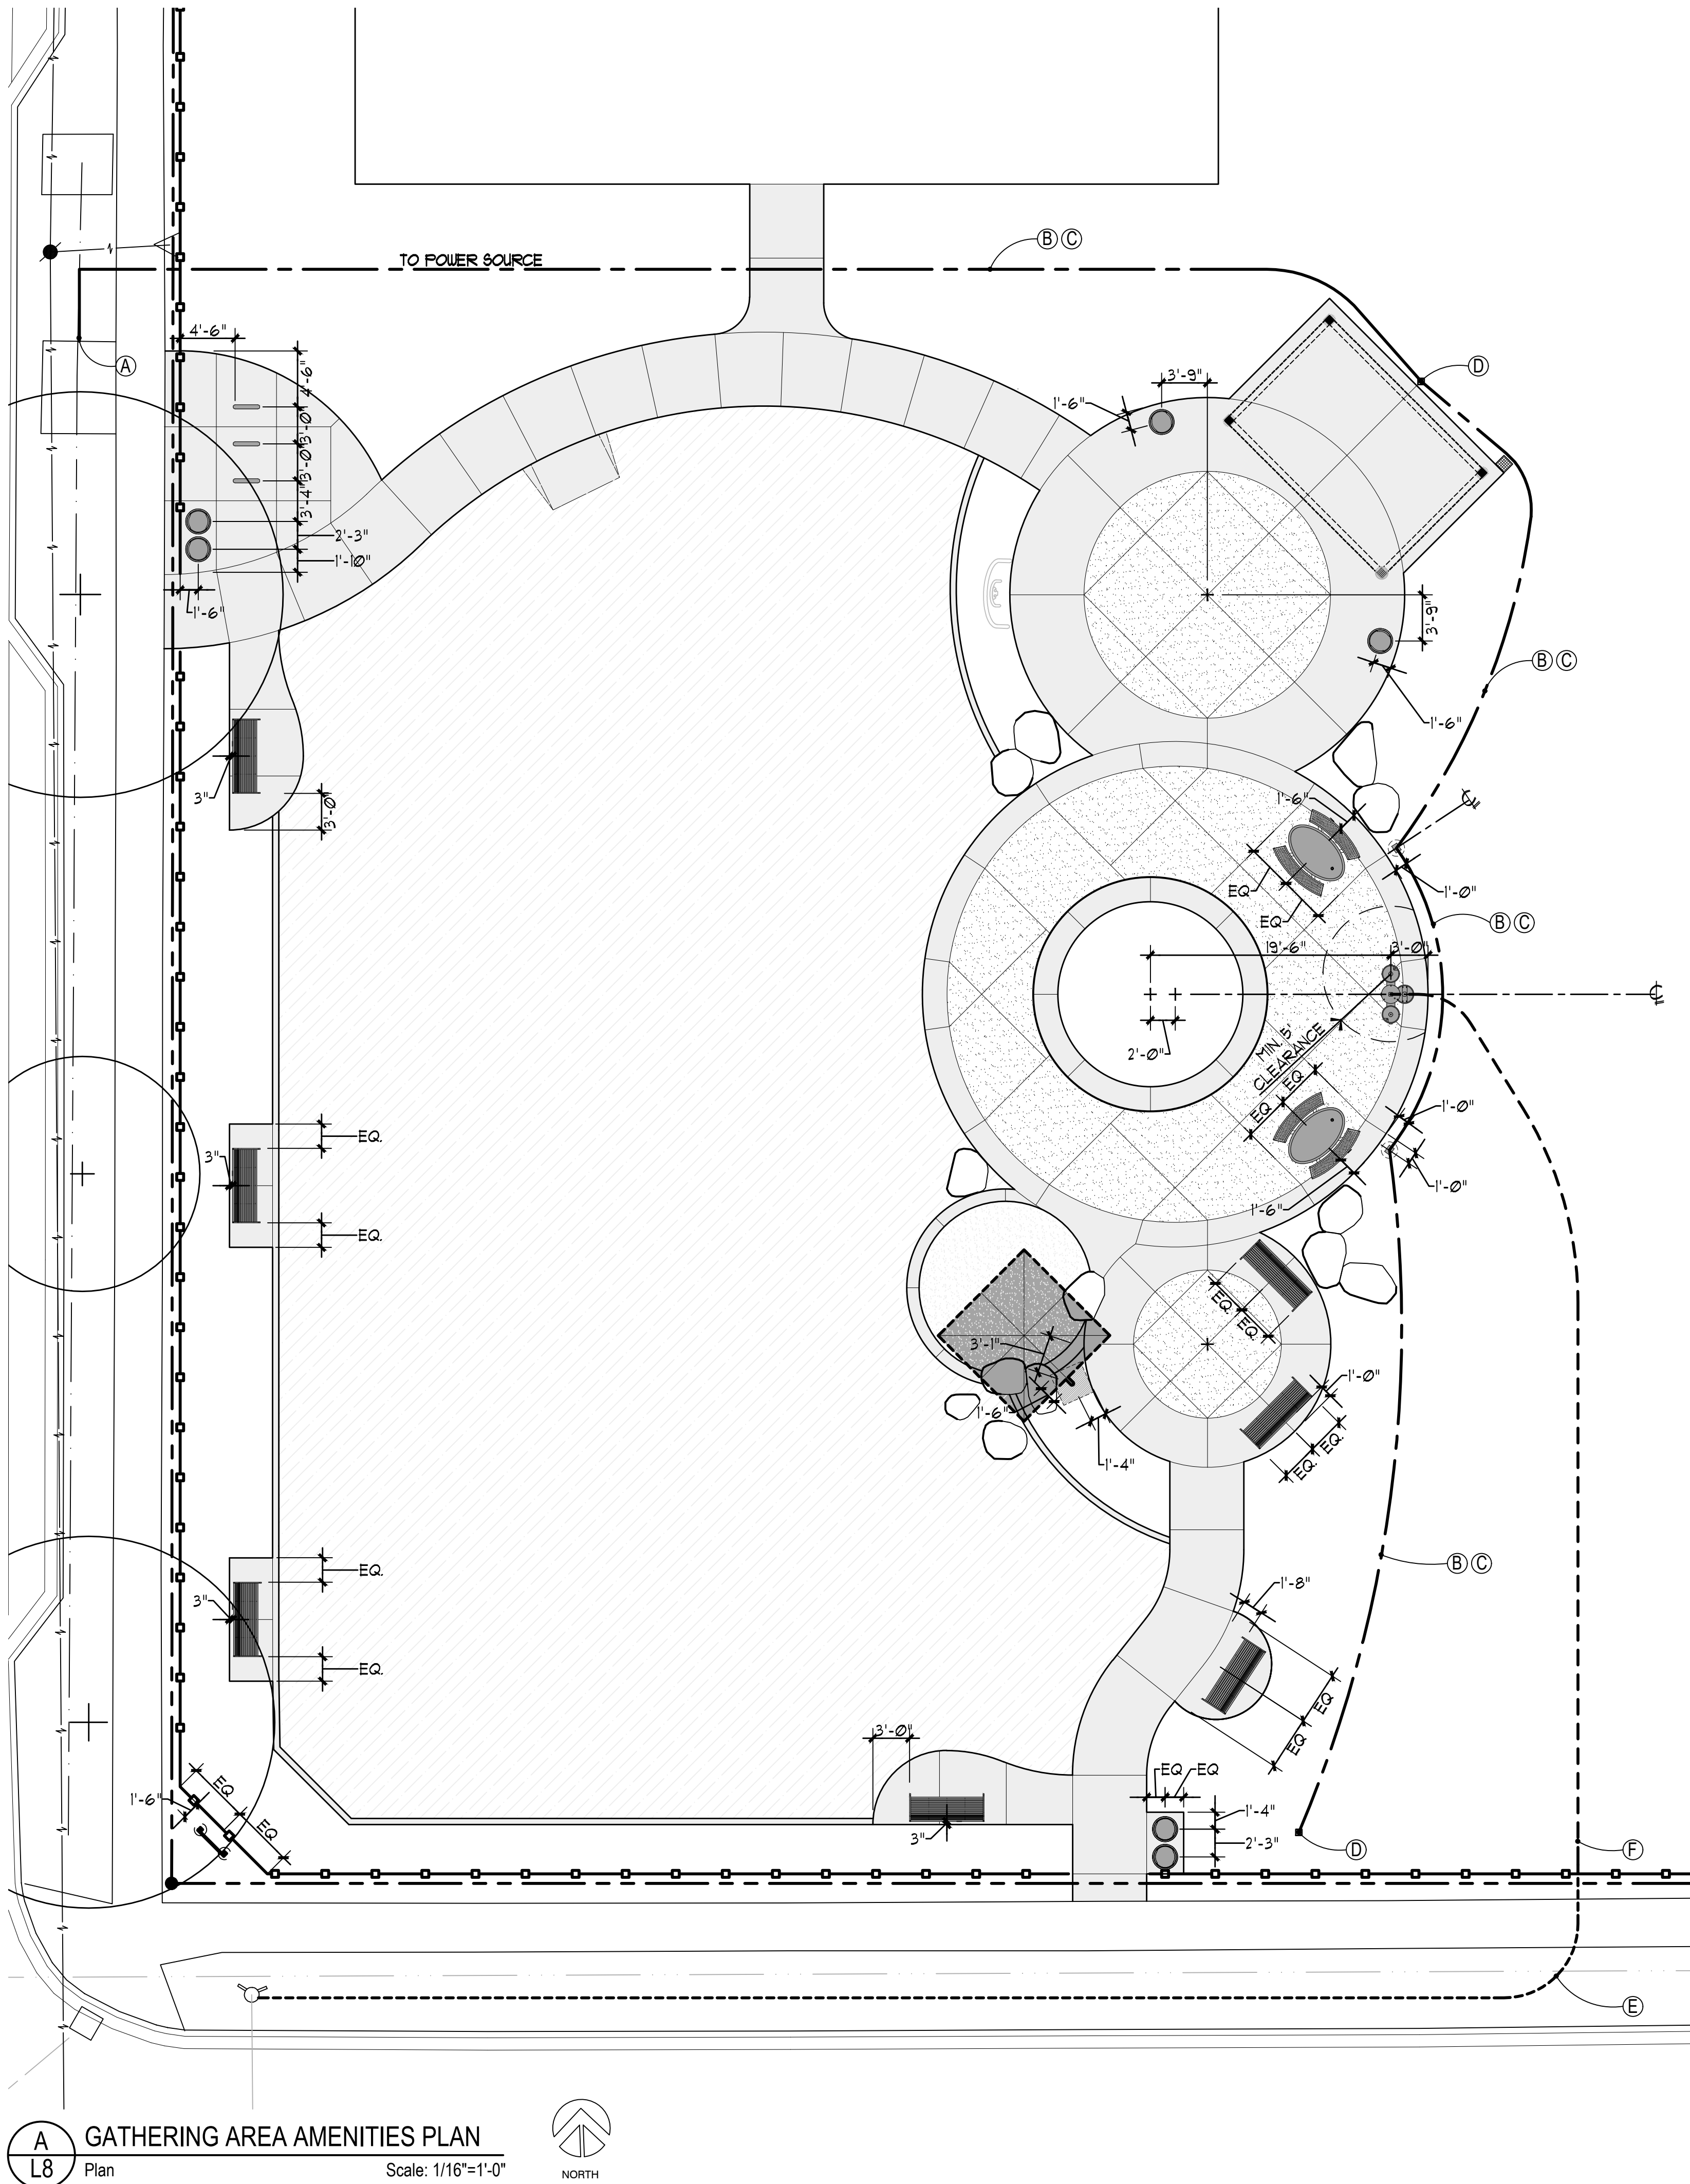 B C
TO POWER SOURCE
4'-6"
A
4'-6"
3'-0"
3'-0"
3'-4"
2'-3"
1'-10"
1'-6"
3'-9"
1'-6"
D
3'-9"
B C
1'-6"
3"
3'-0"
1'-6"
EQ
EQ
1'-0"
B C
19'-6"
3'-0"
2'-0"
MIN. 5'
CLEARANCE
EQ
EQ
1'-0"
1'-0"
1'-6"
EQ.
3"
EQ.
EQ.
EQ.
3'-1"
1'-6"
1'-4"
1'-0"
EQ.
EQ.
B C
EQ.
3"
EQ.
1'-8"
EQ
EQ
3'-0"
3"
EQ
EQ
1'-4"
2'-3"
D
F
EQ
1'-6"
EQ
E
A
L8
GATHERING AREA AMENITIES PLAN
Plan
Scale: 1/16"=1'-0"
NORTH